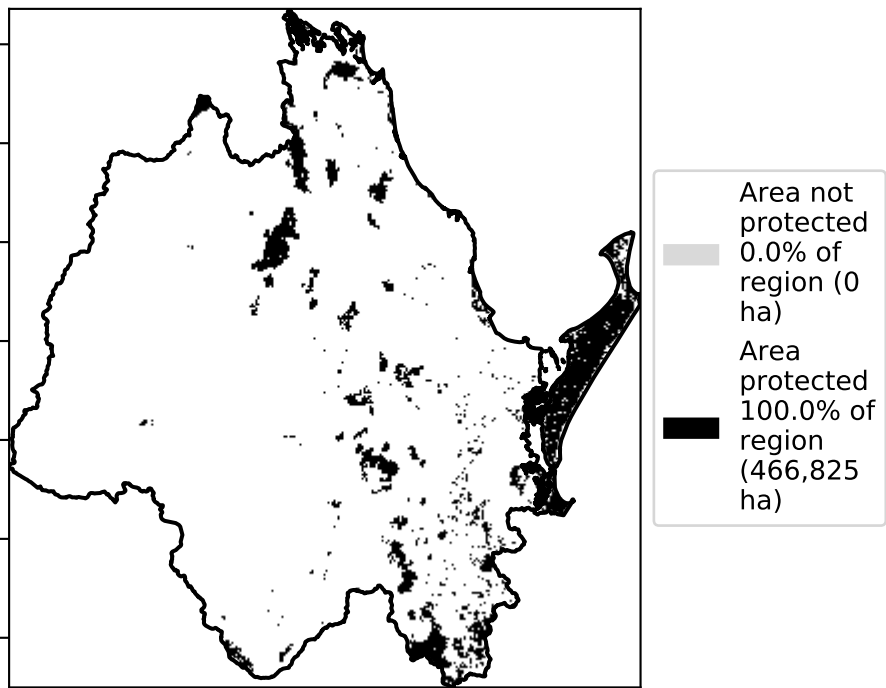 Area not
protected
0.0% of
region (0
ha)
Area
protected
100.0% of
region
(466,825
ha)